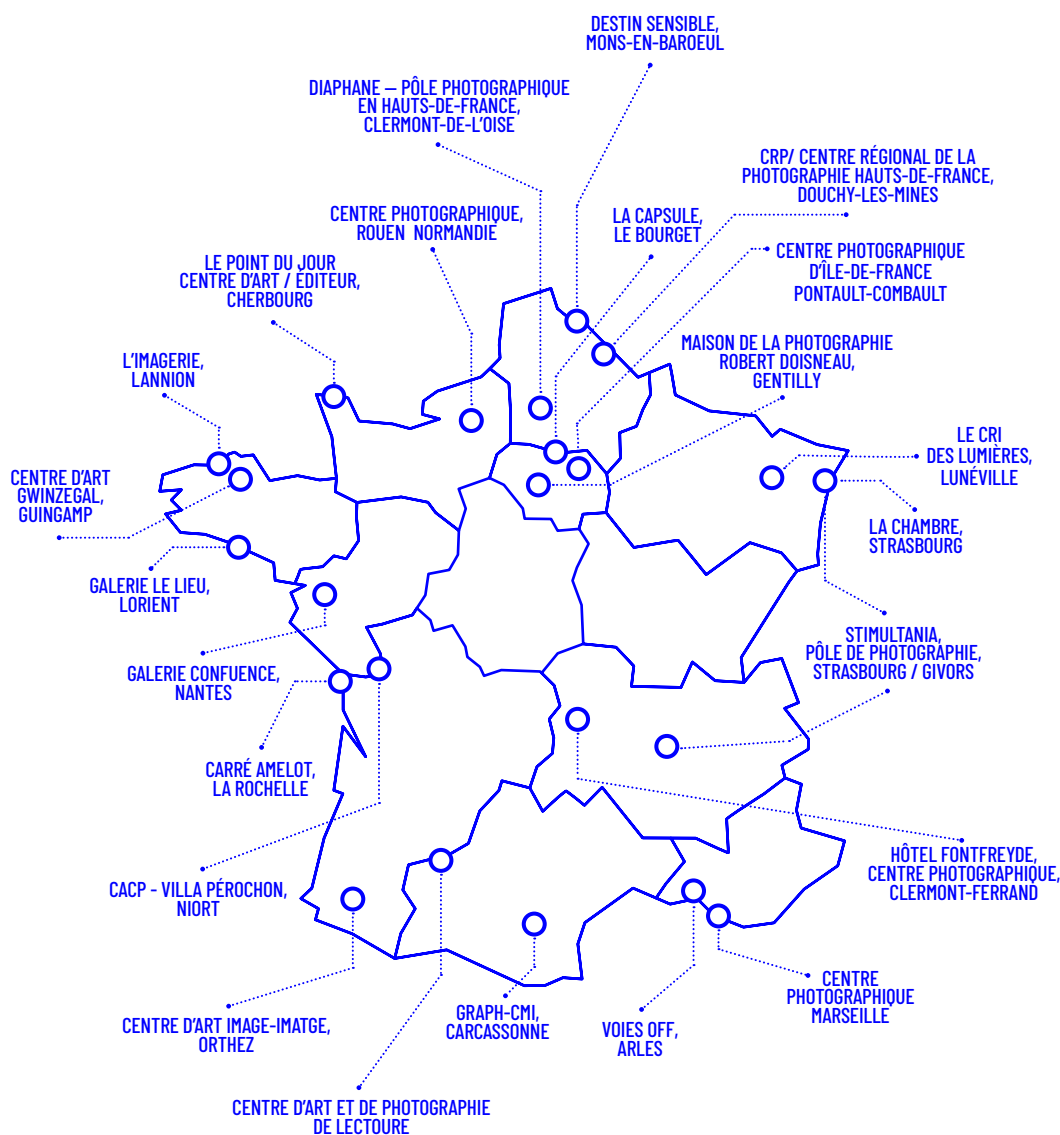 DESTIN SENSIBLE,
MONS-EN-BAROEUL
DIAPHANE – PÔLE PHOTOGRAPHIQUE
EN HAUTS-DE-FRANCE,
CLERMONT-DE-L'OISE
CRP/ CENTRE RÉGIONAL DE LA
PHOTOGRAPHIE HAUTS-DE-FRANCE,
DOUCHY-LES-MINES
CENTRE PHOTOGRAPHIQUE,
ROUEN NORMANDIE
LA CAPSULE,
LE BOURGET
CENTRE PHOTOGRAPHIQUE
D'ÎLE-DE-FRANCE
PONTAULT-COMBAULT
LE POINT DU JOUR
CENTRE D'ART / ÉDITEUR,
CHERBOURG
MAISON DE LA PHOTOGRAPHIE
ROBERT DOISNEAU,
GENTILLY
L'IMAGERIE,
LANNION
LE CRI
DES LUMIÈRES,
LUNÉVILLE
CENTRE D'ART
GWINZEGAL,
GUINGAMP
LA CHAMBRE,
STRASBOURG
GALERIE LE LIEU,
LORIENT
STIMULTANIA,
PÔLE DE PHOTOGRAPHIE,
STRASBOURG / GIVORS
GALERIE CONFUENCE,
NANTES
CARRÉ AMELOT,
LA ROCHELLE
HÔTEL FONTFREYDE,
CENTRE PHOTOGRAPHIQUE,
CLERMONT-FERRAND
CACP - VILLA PÉROCHON,
NIORT
CENTRE
PHOTOGRAPHIQUE
MARSEILLE
CENTRE D'ART IMAGE-IMATGE,
ORTHEZ
GRAPH-CMI,
CARCASSONNE
VOIES OFF,
ARLES
CENTRE D'ART ET DE PHOTOGRAPHIE
DE LECTOURE